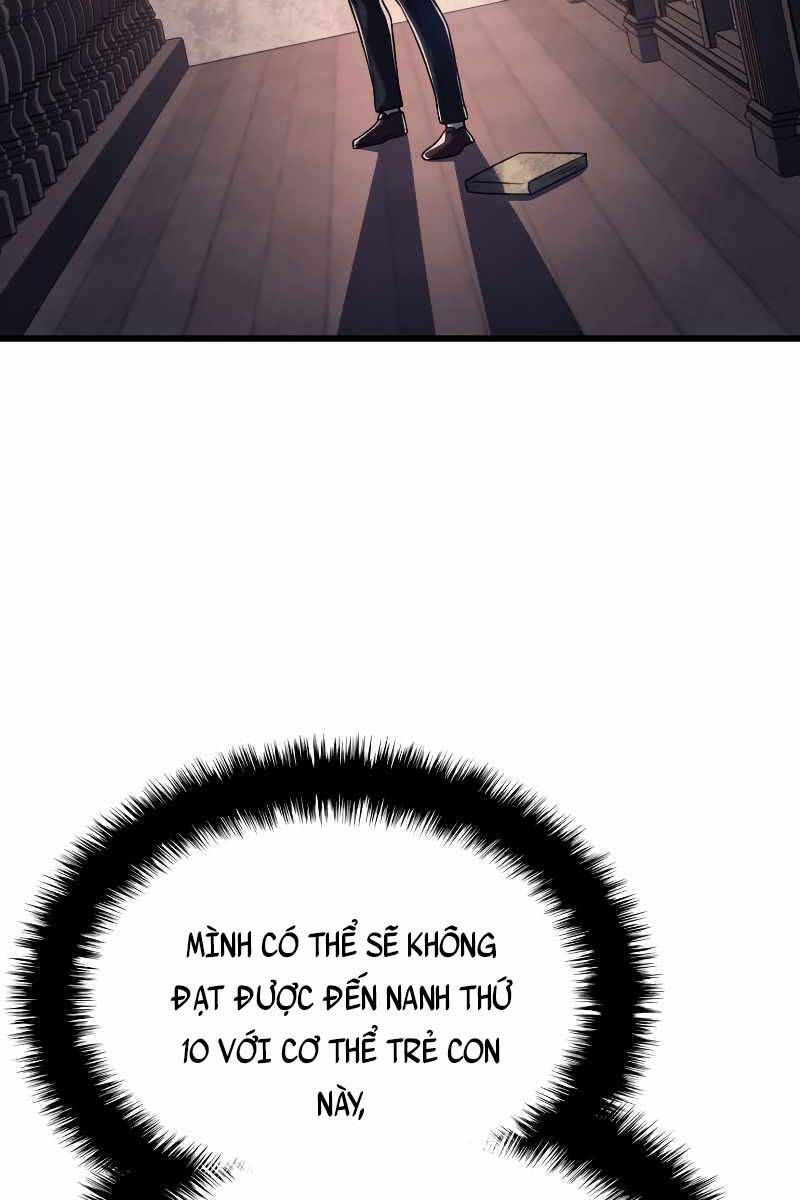 MÌNH CÓ THỂ SẼ KHÔNG
ĐẠT ĐƯỢC ĐẾN NANH THỨ
10 VỚI CƠ THỂ TRẺ CON
NÀY,